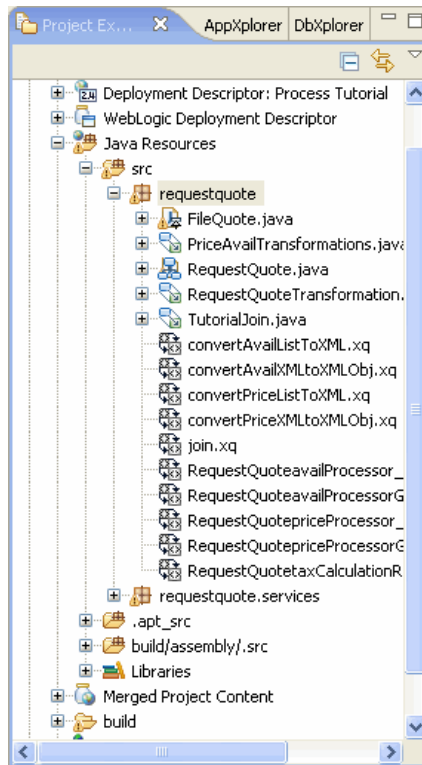 Project Ex... AppXplorer DbXplorer
2.4 Deployment Descriptor: Process Tutorial
WebLogic Deployment Descriptor
Java Resources
src
requestquote
FileQuote.java
PriceAvailTransformations.java
RequestQuote.java
RequestQuoteTransformation.
TutorialJoin.java
convertAvailListToXML.xq
convertAvailXMLtoXMLObj.xq
convertPriceListToXML.xq
convertPriceXMLtoXMLObj.xq
join.xq
RequestQuoteavailProcessor_
RequestQuoteavailProcessorG
RequestQuotepriceProcessor_
RequestQuotepriceProcessorG
RequestQuotetaxCalculationR
requestquote.services
.apt_src
build/assembly/.src
Libraries
Merged Project Content
build